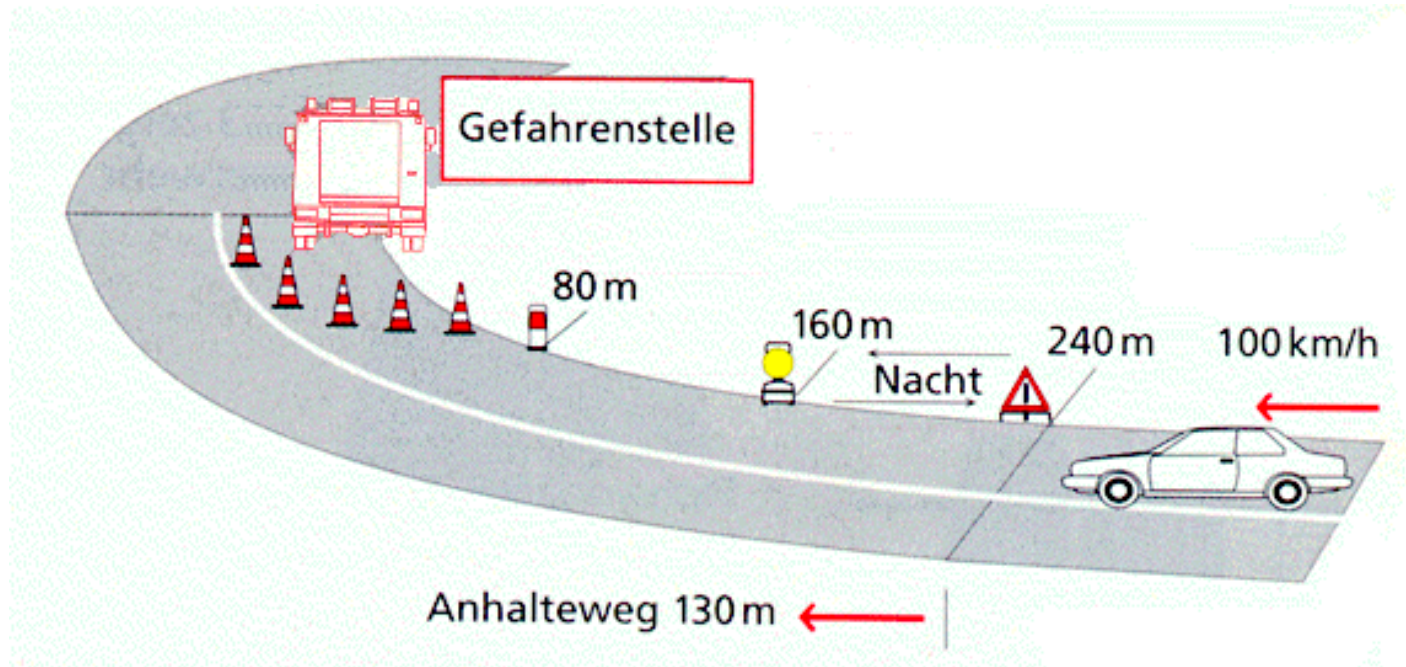 Gefahrenstelle
80 m
160 m
240 m
100 km/h
Nacht
Anhalteweg 130 m